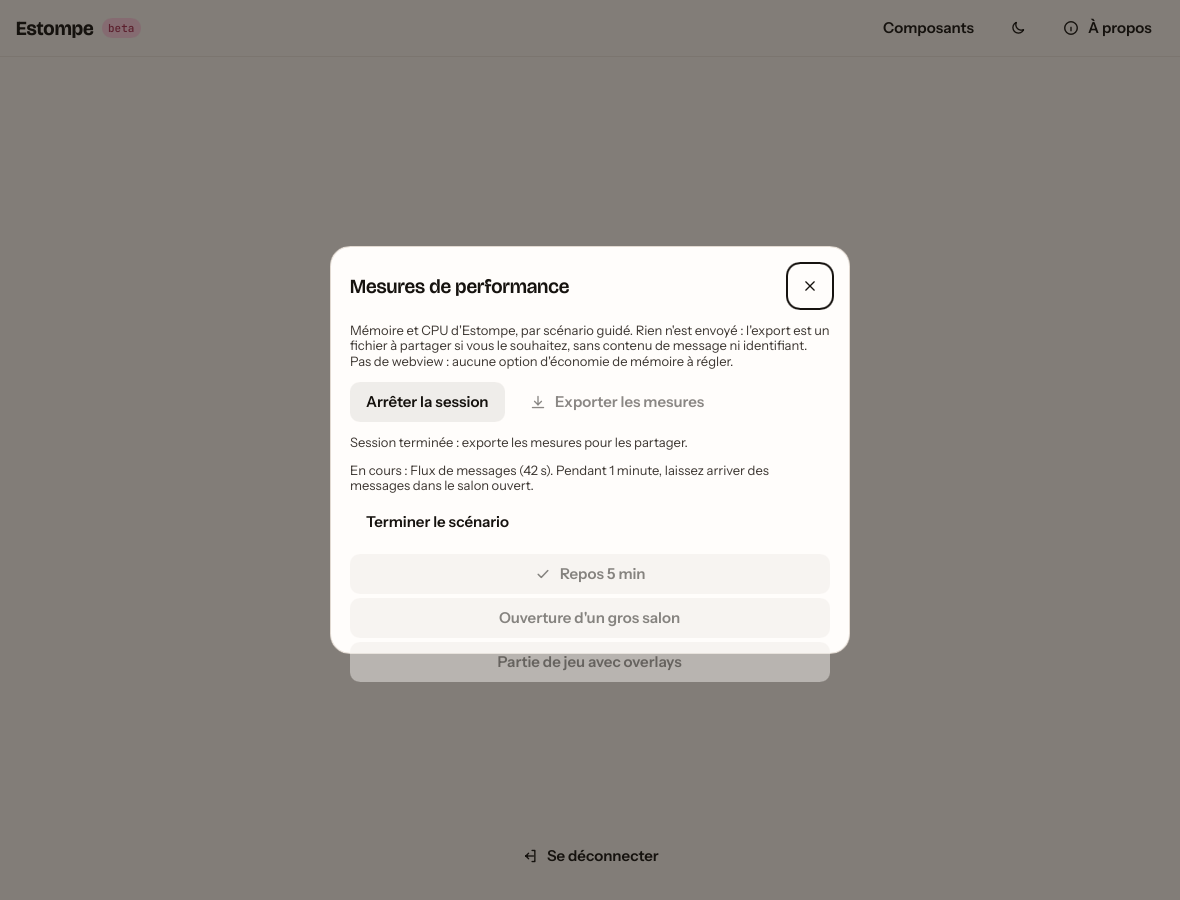 Estompe beta
Composants
À propos
Mesures de performance
Mémoire et CPU d'Estompe, par scénario guidé. Rien n'est envoyé : l'export est un
fichier à partager si vous le souhaitez, sans contenu de message ni identifiant.
Pas de webview : aucune option d'économie de mémoire à régler.
Arrêter la session
Exporter les mesures
Session terminée : exporte les mesures pour les partager.
En cours : Flux de messages (42 s). Pendant 1 minute, laissez arriver des
messages dans le salon ouvert.
Terminer le scénario
Repos 5 min
Ouverture d'un gros salon
Partie de jeu avec overlays
Se déconnecter